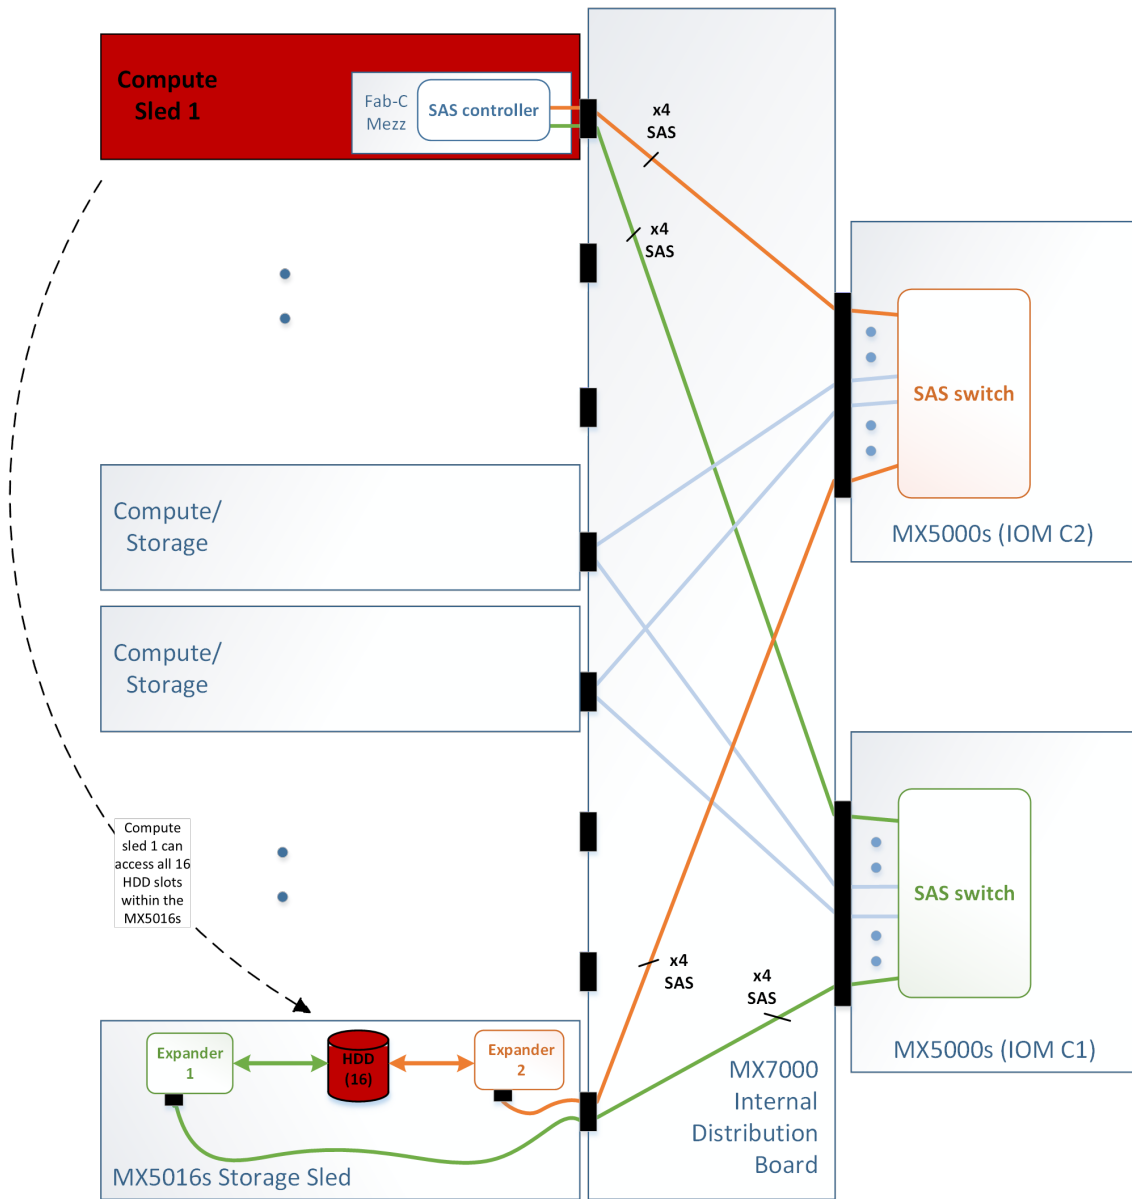 Compute
Sled 1
Fab-C
Mezz
SAS controller
x4
SAS
x4
SAS
SAS switch
MX5000s (IOM C2)
Compute/
Storage
Compute/
Storage
Compute
sled 1 can
access all 16
HDD slots
within the
MX5016s
SAS switch
MX5000s (IOM C1)
x4
SAS
x4
SAS
Expander
1
HDD
(16)
Expander
2
MX5016s Storage Sled
MX7000
Internal
Distribution
Board